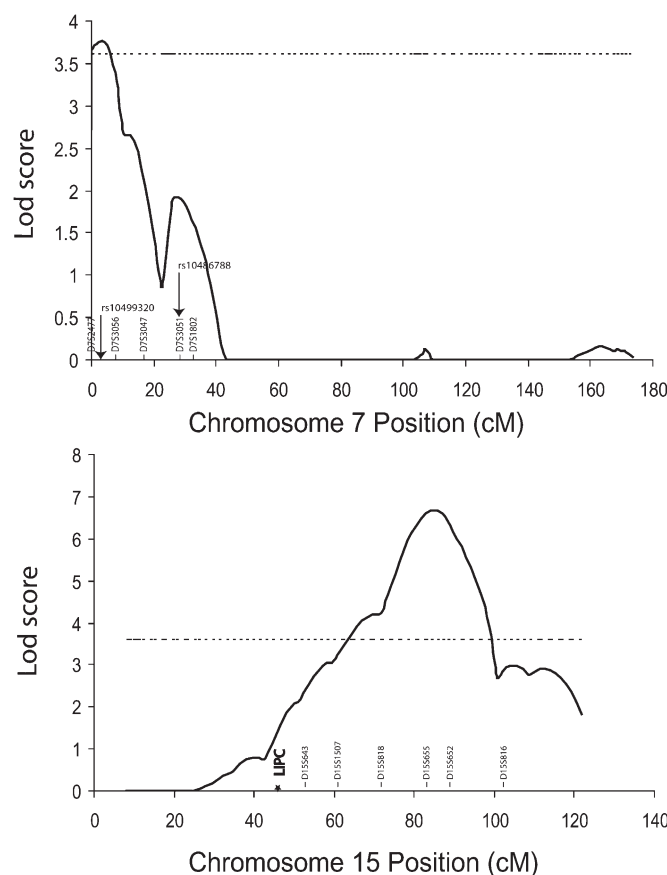 4
3.5
3
2.5
2
1.5
1
0.5
0
Lod score
rs10486788
rs10499320
D7S2477
D7S3056
D7S3047
D7S3051
D7S1802
0 20 40 60 80 100 120 140 160 180
Chromosome 7 Position (cM)
8
7
6
5
4
3
2
1
0
Lod score
LIPC
D15S643
D15S1507
D15S818
D15S655
D15S652
D15S816
0 20 40 60 80 100 120 140
Chromosome 15 Position (cM)